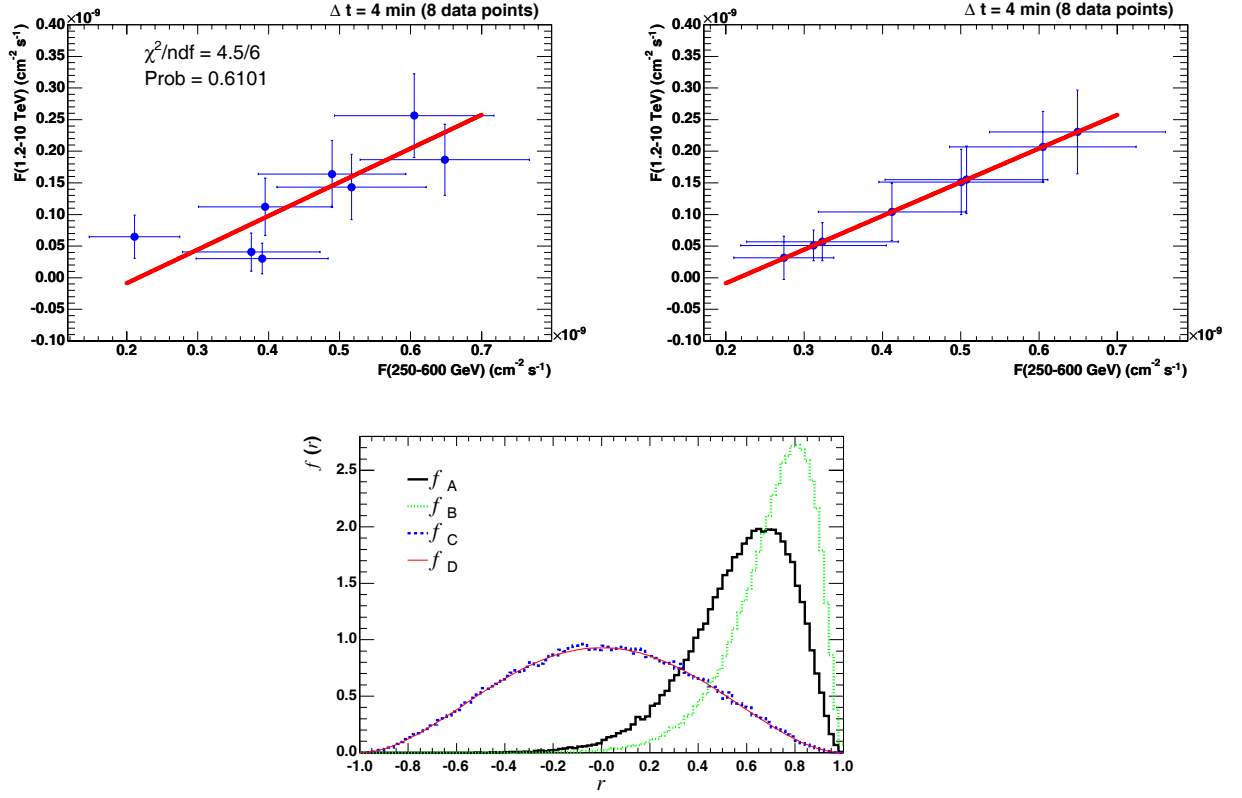 Δ t = 4 min (8 data points)
×10⁻⁹
F(1.2-10 TeV) (cm⁻² s⁻¹)
χ²/ndf = 4.5/6
Prob = 0.6101
0.40
0.30
0.25
0.20
0.15
0.10
0.05
0.00
-0.05
-0.10
0.2 0.3 0.4 0.5 0.6 0.7
×10⁻⁹
F(250-600 GeV) (cm⁻² s⁻¹)
Δ t = 4 min (8 data points)
×10⁻⁹
F(1.2-10 TeV) (cm⁻² s⁻¹)
0.40
0.30
0.25
0.20
0.15
0.10
0.05
0.00
-0.05
-0.10
0.2 0.3 0.4 0.5 0.6 0.7
×10⁻⁹
F(250-600 GeV) (cm⁻² s⁻¹)
f (r)
f A
f B
f C
f D
2.5
2.0
1.5
1.0
0.5
0.0
-1.0 -0.8 -0.6 -0.4 -0.2 -0.0 0.2 0.4 0.6 0.8 1.0
r